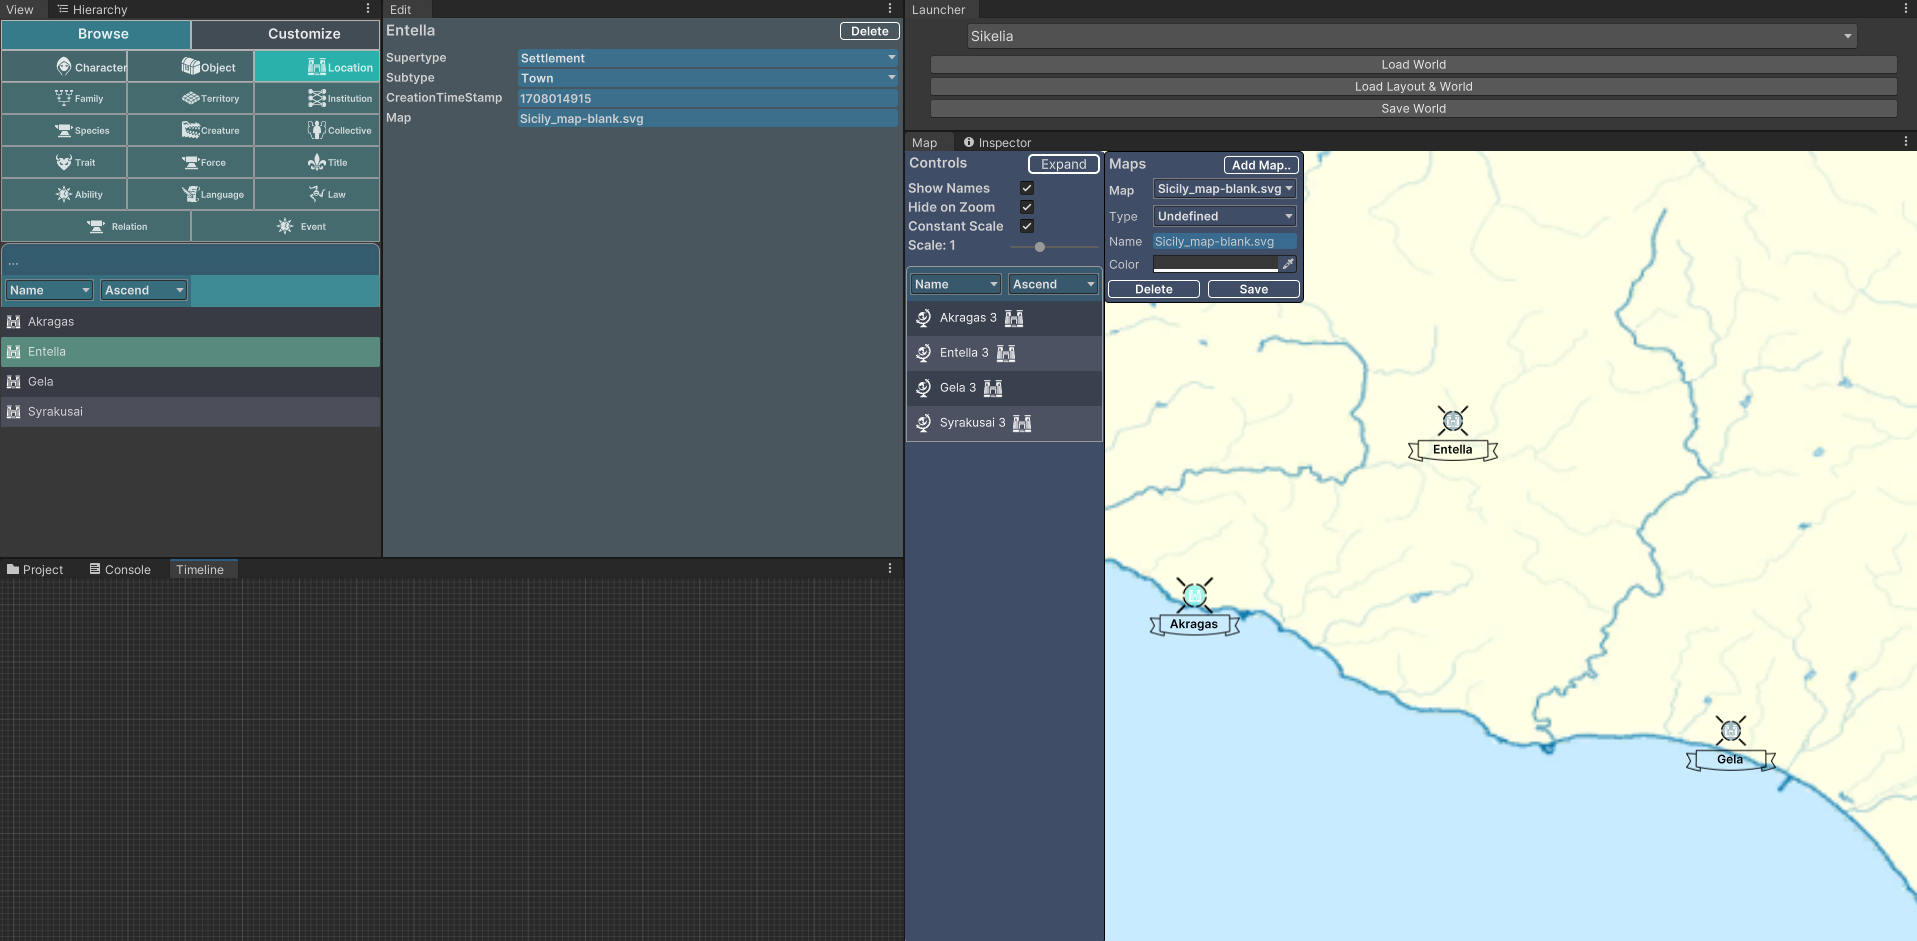 View
Hierarchy
Browse
Customize
Character
Object
Location
Family
Territory
Institution
Species
Creature
Collective
Trait
Force
Title
Ability
Language
Law
Relation
Event
...
Name
Ascend
Akragas
Entella
Gela
Syrakusai
Edit
Entella
Delete
Supertype
Settlement
Subtype
Town
CreationTimeStamp
1708014915
Map
Sicily_map-blank.svg
Project
Console
Timeline
Launcher
Sikelia
Load World
Load Layout & World
Save World
Map
Inspector
Controls
Expand
Show Names
Hide on Zoom
Constant Scale
Scale: 1
Name
Ascend
Akragas 3
Entella 3
Gela 3
Syrakusai 3
Maps
Add Map..
Map
Sicily_map-blank.svg
Type
Undefined
Name
Sicily_map-blank.svg
Color
Delete
Save
Entella
Akragas
Gela